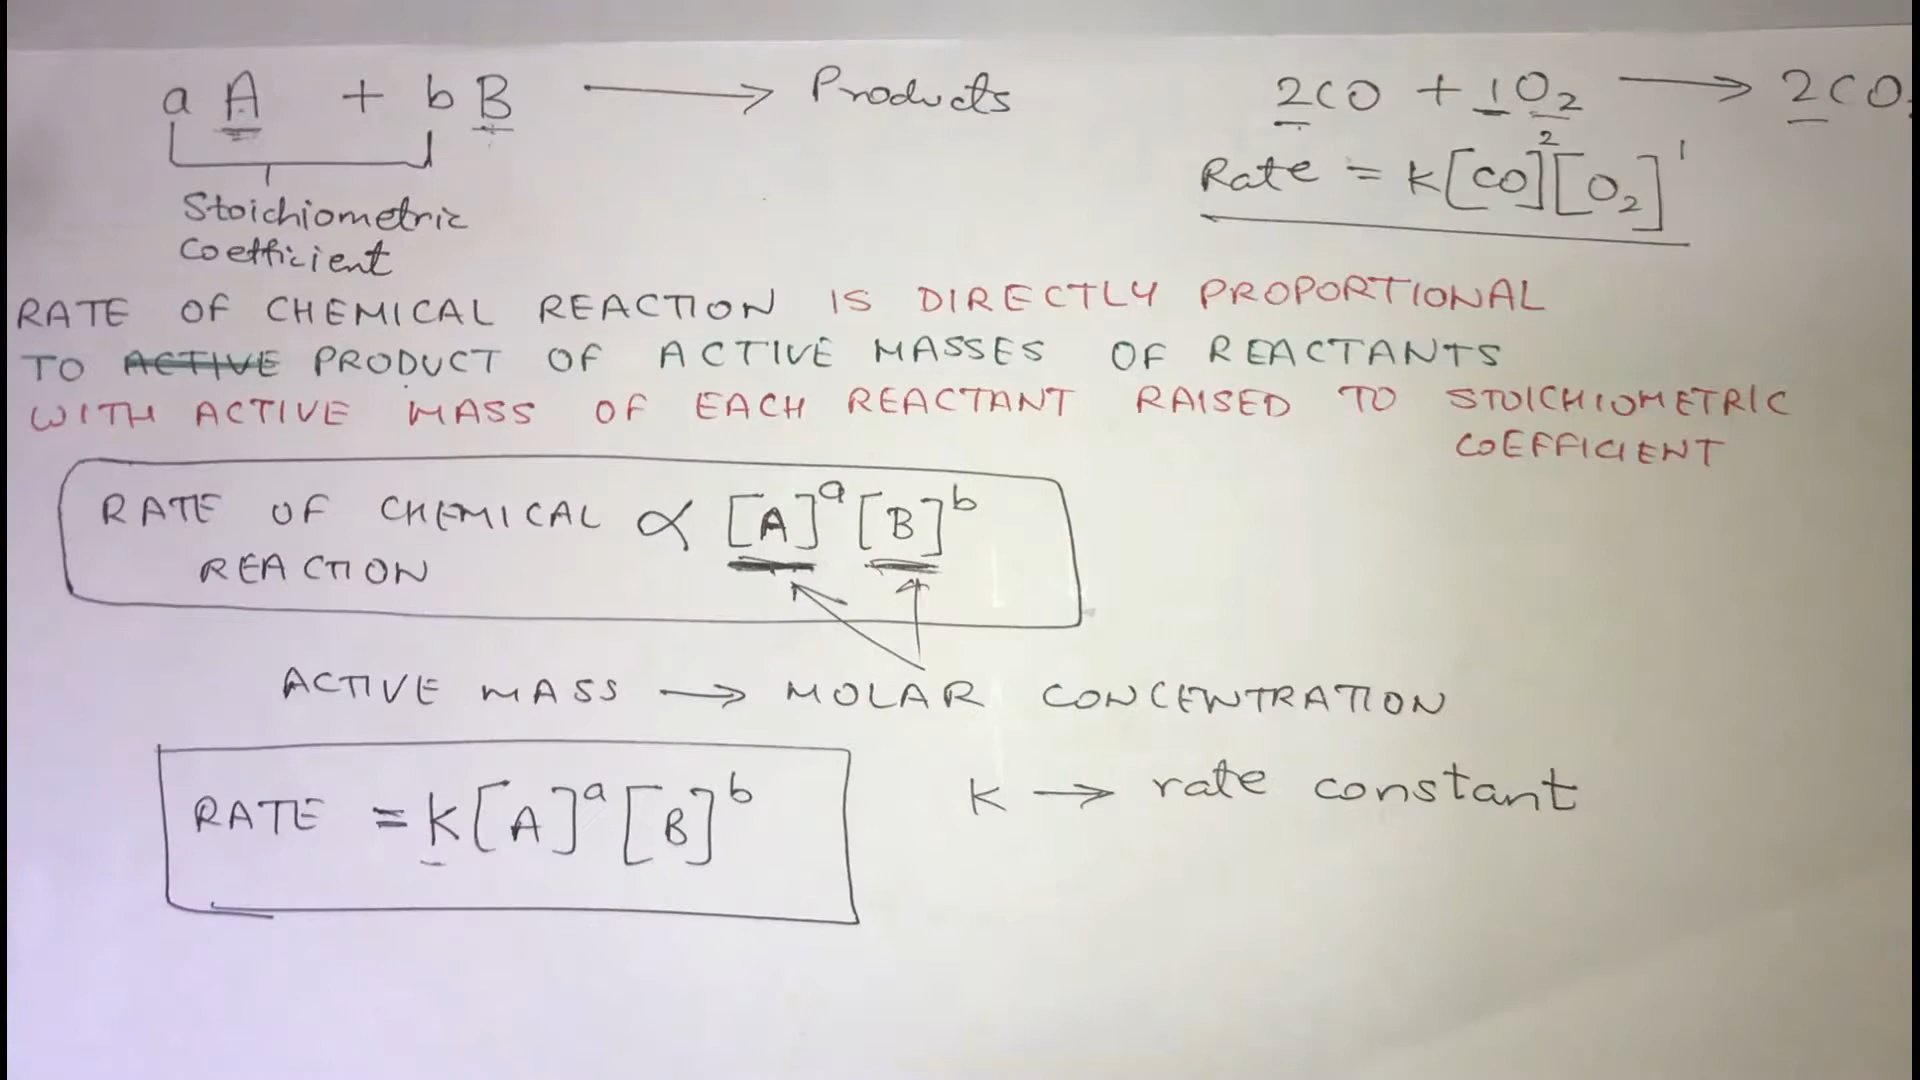 a A + b B ⟶ Products
Stoichiometric
Coefficient
2CO + 1O₂ ⟶ 2CO
Rate = k[CO]²[O₂]¹
RATE OF CHEMICAL REACTION IS DIRECTLY PROPORTIONAL
TO ACTIVE PRODUCT OF ACTIVE MASSES OF REACTANTS
WITH ACTIVE MASS OF EACH REACTANT RAISED TO STOICHIOMETRIC
COEFFICIENT
RATE OF CHEMICAL ∝ [A]ᵃ [B]ᵇ
REACTION
ACTIVE MASS → MOLAR CONCENTRATION
RATE = k[A]ᵃ [B]ᵇ
K → rate constant